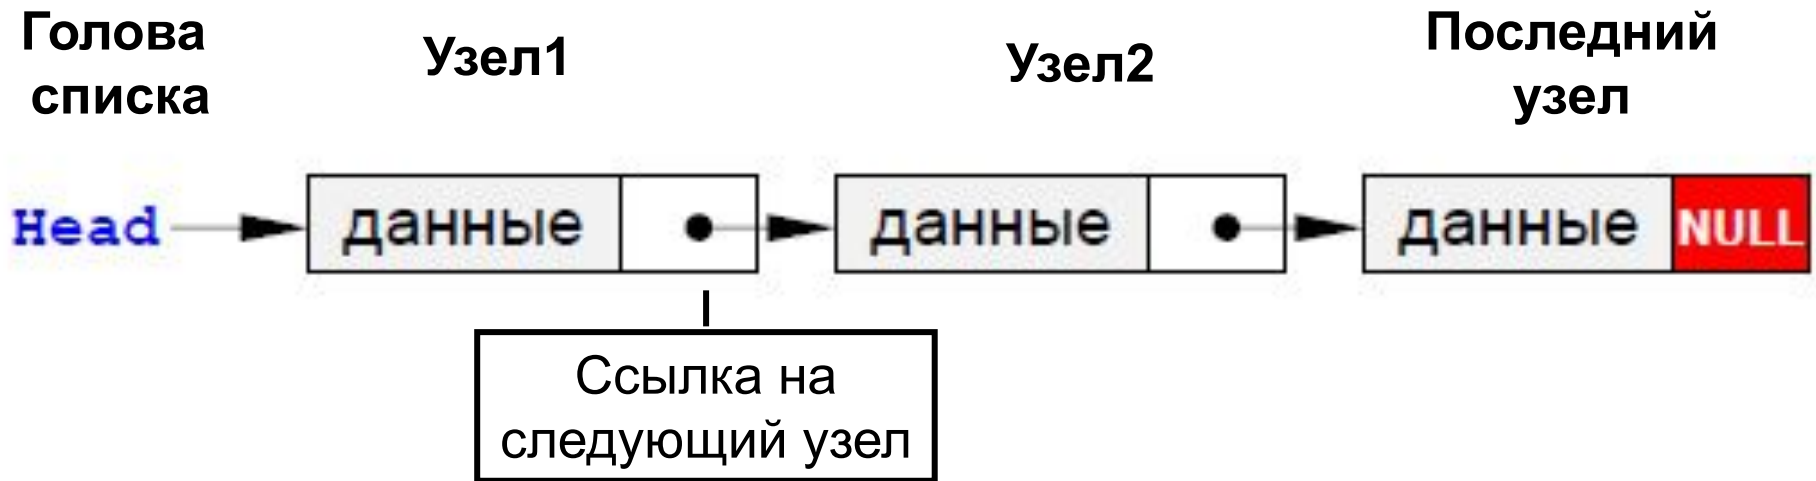 Голова
списка
Узел1
Узел2
Последний
узел
Head
данные
данные
данные
NULL
Ссылка на
следующий узел